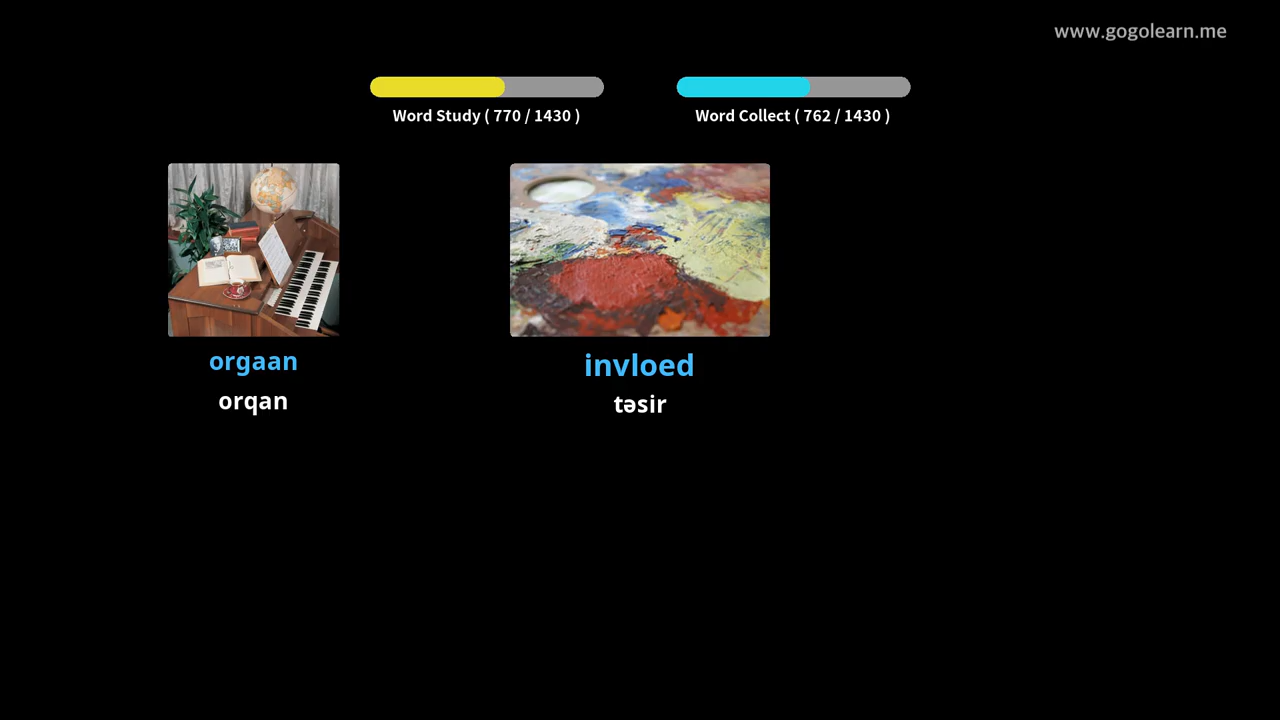 www.gogolearn.me
Word Study ( 770 / 1430 )
Word Collect ( 762 / 1430 )
orgaan
orqan
invloed
təsir